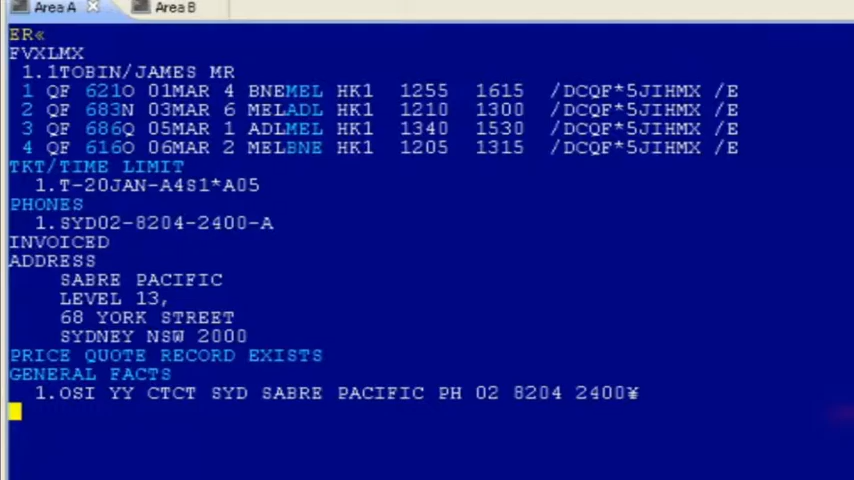 Area A Area B
ER«
FVXLMX
1.1TOBIN/JAMES MR
1 QF 621O 01MAR 4 BNEMEL HK1 1255 1615 /DCQF*5JIHMX /E
2 QF 683N 03MAR 6 MELADL HK1 1210 1300 /DCQF*5JIHMX /E
3 QF 686Q 05MAR 1 ADLMEL HK1 1340 1530 /DCQF*5JIHMX /E
4 QF 616O 06MAR 2 MELBNE HK1 1205 1315 /DCQF*5JIHMX /E
TKT/TIME LIMIT
1.T-20JAN-A4S1*A05
PHONES
1.SYD02-8204-2400-A
INVOICED
ADDRESS
SABRE PACIFIC
LEVEL 13,
68 YORK STREET
SYDNEY NSW 2000
PRICE QUOTE RECORD EXISTS
GENERAL FACTS
1.OSI YY CTCT SYD SABRE PACIFIC PH 02 8204 2400¥